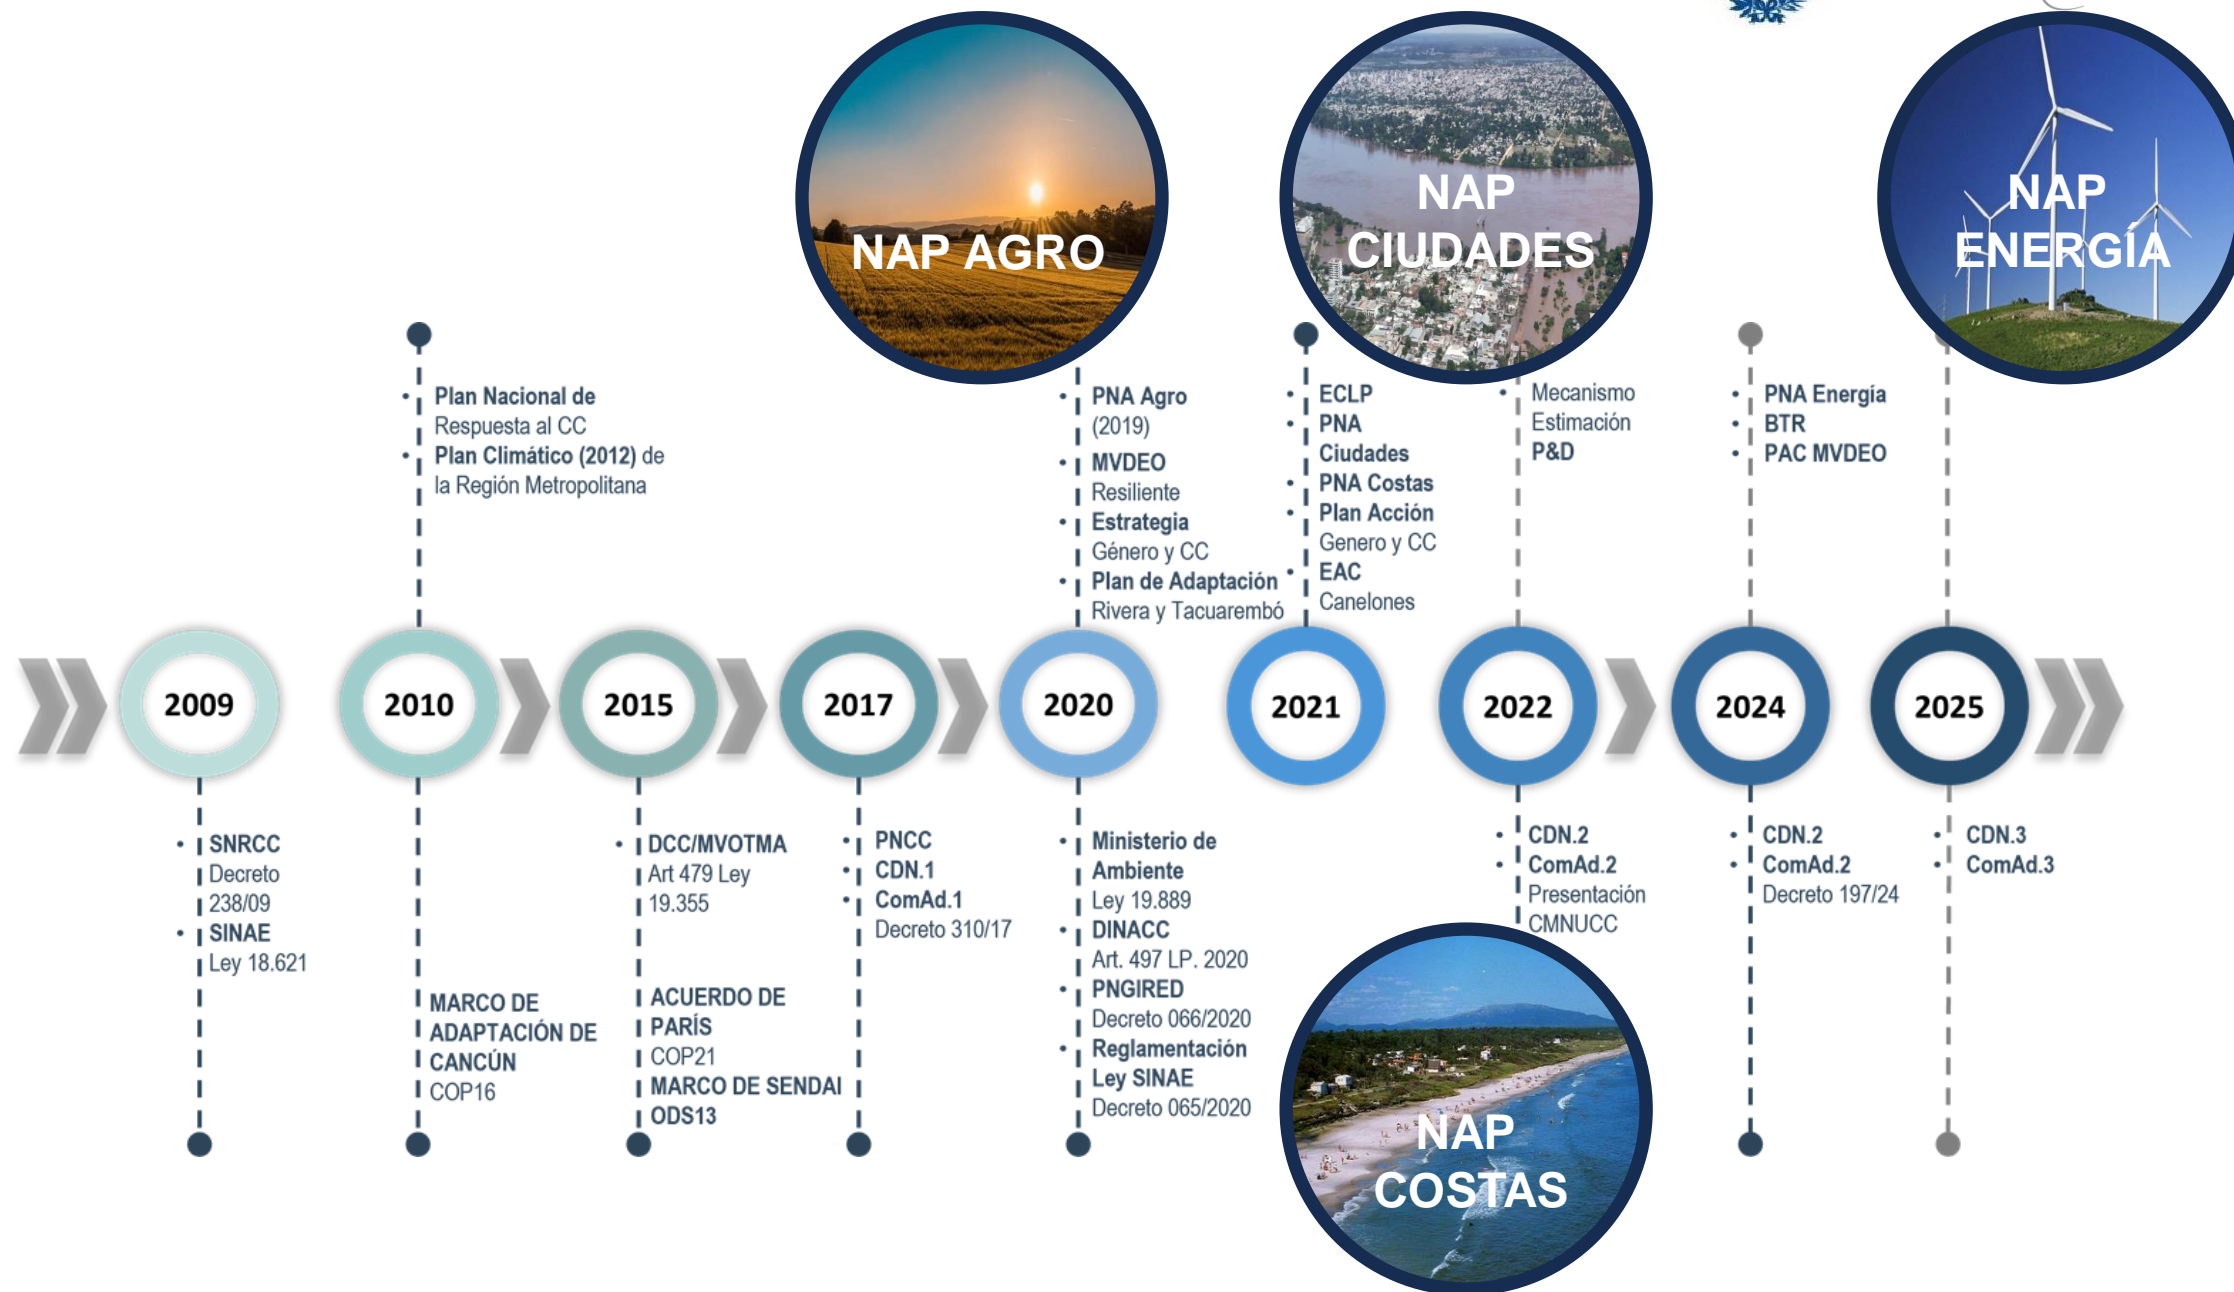 NAP AGRO
NAP
CIUDADES
NAP
ENERGÍA
Plan Nacional de
Respuesta al CC
Plan Climático (2012) de
la Región Metropolitana
PNA Agro
(2019)
MVDEO
Resiliente
Estrategia
Género y CC
Plan de Adaptación
Rivera y Tacuarembó
ECLP
PNA
Ciudades
PNA Costas
Plan Acción
Genero y CC
EAC
Canelones
Mecanismo
Estimación
P&D
PNA Energía
BTR
PAC MVDEO
2009
2010
2015
2017
2020
2021
2022
2024
2025
SNRCC
Decreto
238/09
SINAE
Ley 18.621
MARCO DE
ADAPTACIÓN DE
CANCÚN
COP16
DCC/MVOTMA
Art 479 Ley
19.355
ACUERDO DE
PARÍS
COP21
MARCO DE SENDAI
ODS13
PNCC
CDN.1
ComAd.1
Decreto 310/17
Ministerio de
Ambiente
Ley 19.889
DINACC
Art. 497 LP. 2020
PNGIRED
Decreto 066/2020
Reglamentación
Ley SINAE
Decreto 065/2020
CDN.2
ComAd.2
Presentación
CMNUCC
CDN.2
ComAd.2
Decreto 197/24
CDN.3
ComAd.3
NAP
COSTAS